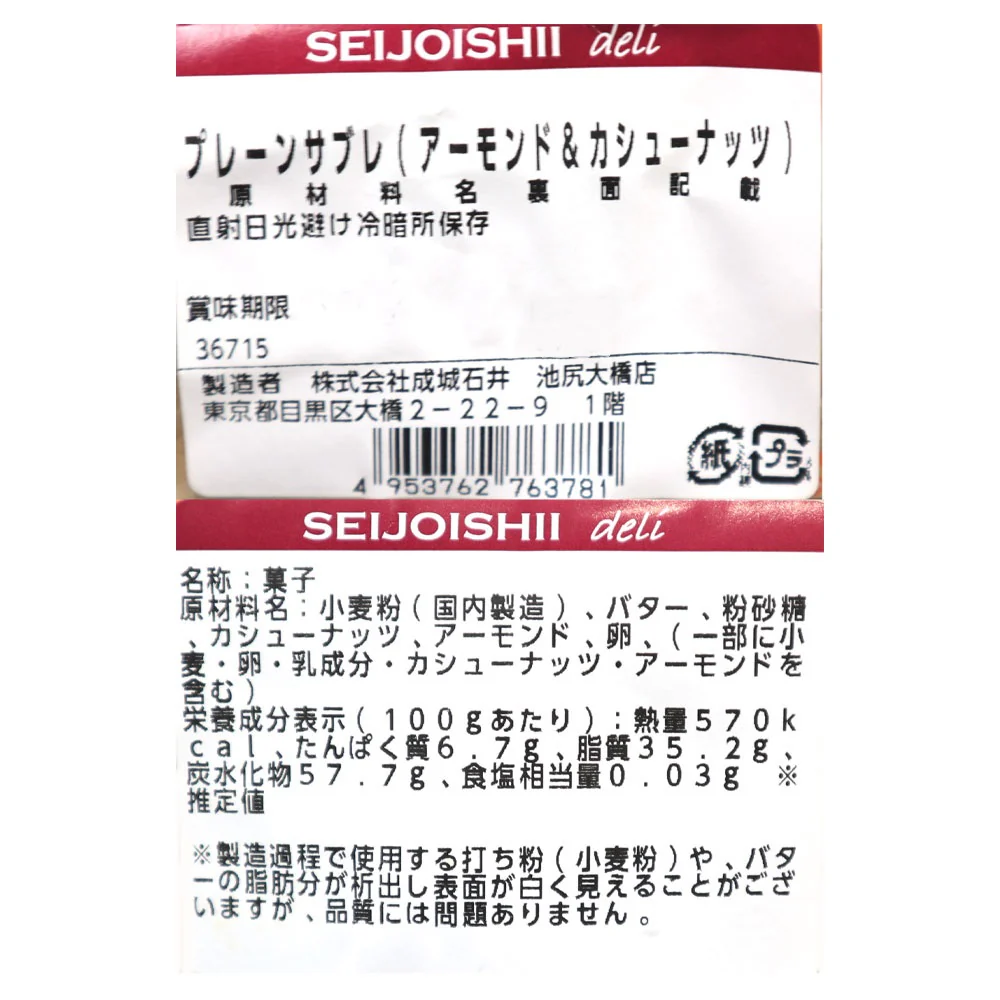 SEIJOISHII deli
プレーンサブレ(アーモンド&カシューナッツ)
原材料名裏面記載
直射日光避け冷暗所保存
賞味期限
36715
製造者 株式会社成城石井 池尻大橋店
東京都目黒区大橋2-22-9 1階
紙 プラ
4 953762 763781
SEIJOISHII deli
名称:菓子
原材料名:小麦粉(国内製造)、バター、粉砂糖
、カシューナッツ、アーモンド、卵、(一部に小
麦・卵・乳成分・カシューナッツ・アーモンドを
含む)
栄養成分表示(100gあたり):熱量570k
cal、たんぱく質6.7g、脂質35.2g、
炭水化物57.7g、食塩相当量0.03g ※
推定値
※製造過程で使用する打ち粉(小麦粉)や、バタ
ーの脂肪分が析出し表面が白く見えることがござ
いますが、品質には問題ありません。